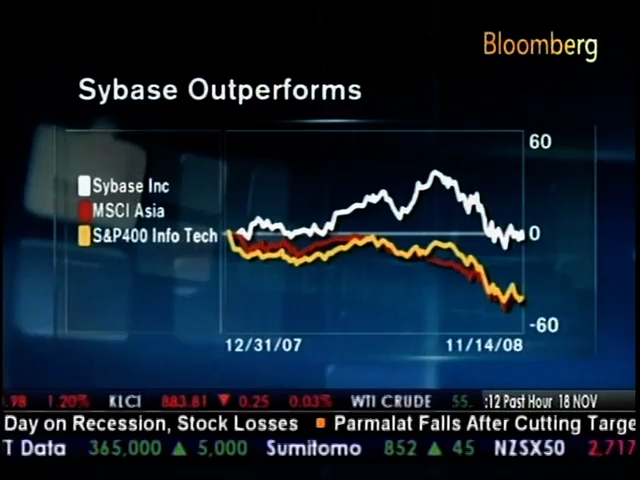 Bloomberg
Sybase Outperforms
60
Sybase Inc
MSCI Asia
S&P400 Info Tech
0
-60
12/31/07 11/14/08
.98 1.20% KLCI 883.81 ▼ 0.25 0.03% WTI CRUDE 55. :12 Past Hour 18 NOV
Day on Recession, Stock Losses ■ Parmalat Falls After Cutting Targe
T Data 365,000 ▲ 5,000 Sumitomo 852 ▲ 45 NZSX50 2,717